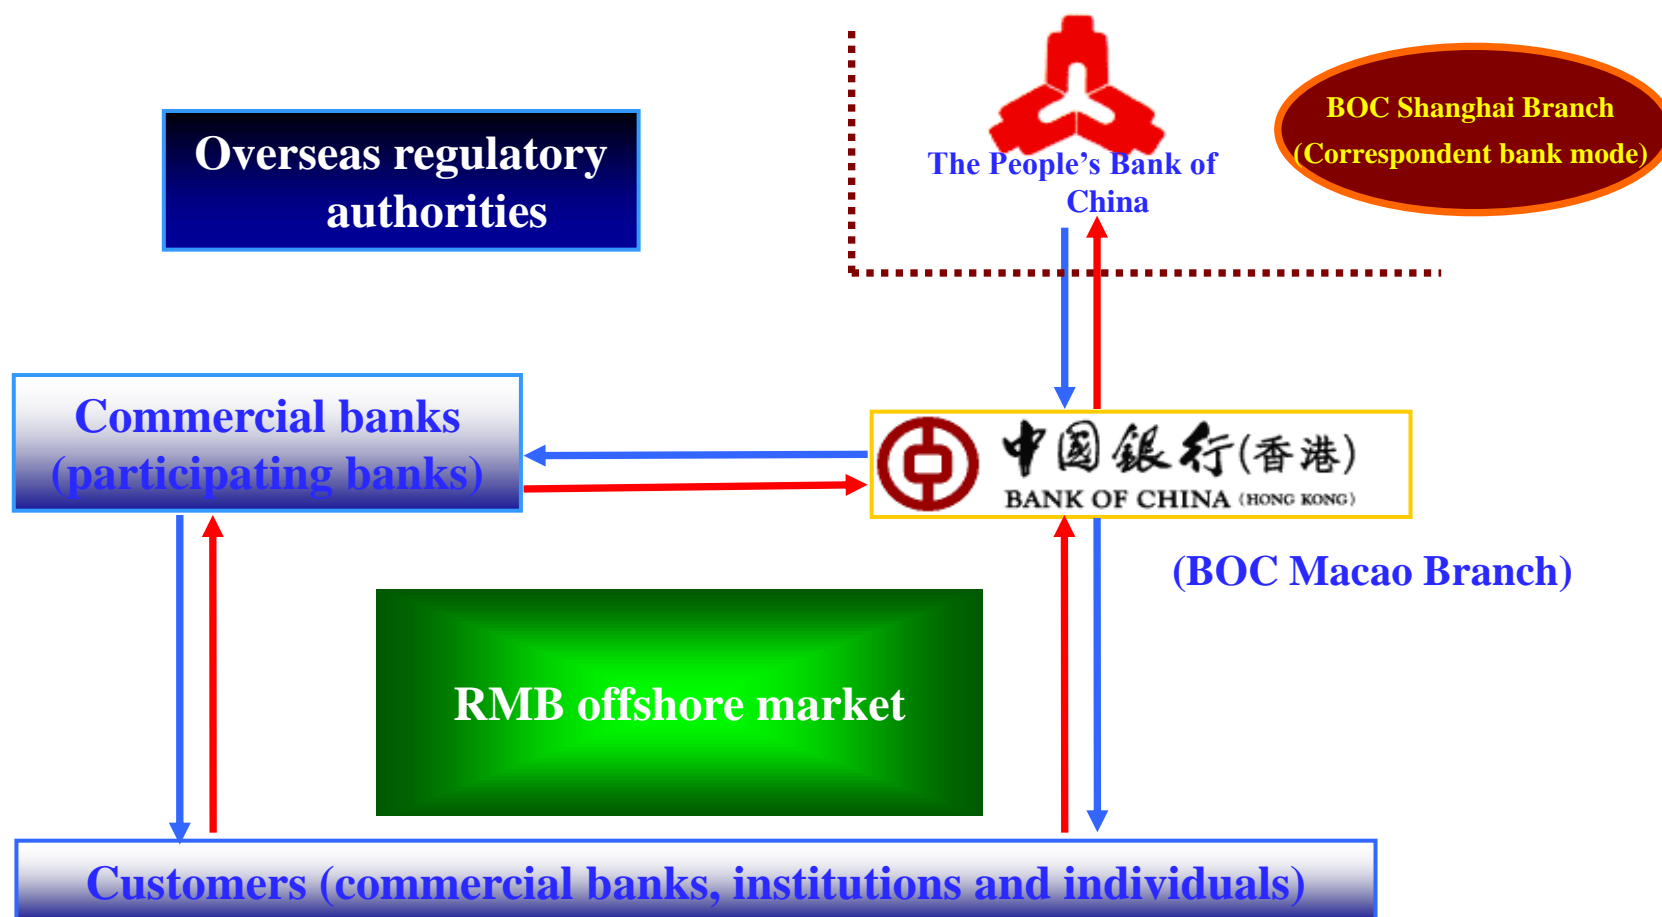 Overseas regulatory
authorities
The People’s Bank of
China
BOC Shanghai Branch
(Correspondent bank mode)
Commercial banks
(participating banks)
中國銀行(香港)
BANK OF CHINA (HONG KONG)
(BOC Macao Branch)
RMB offshore market
Customers (commercial banks, institutions and individuals)